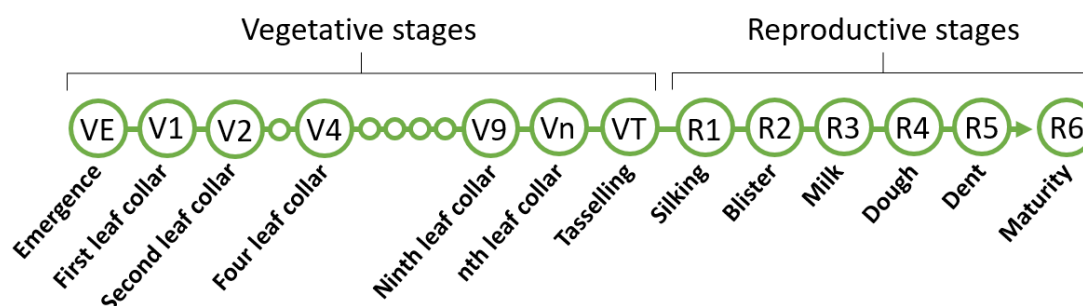 Vegetative stages
Reproductive stages
VE
V1
V2
V4
V9
Vn
VT
R1
R2
R3
R4
R5
R6
Emergence
First leaf collar
Second leaf collar
Four leaf collar
Ninth leaf collar
nth leaf collar
Tasselling
Silking
Blister
Milk
Dough
Dent
Maturity